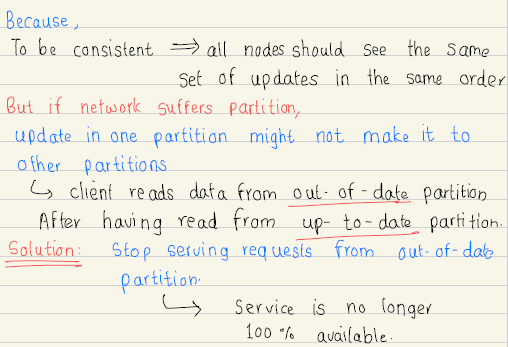 Because,
To be consistent ⟹ all nodes should see the same
set of updates in the same order
But if network suffers partition,
update in one partition might not make it to
other partitions
↳ client reads data from out-of-date partition
After having read from up-to-date partition.
Solution: Stop serving requests from out-of-date
partition.
↳ Service is no longer
100 % available.